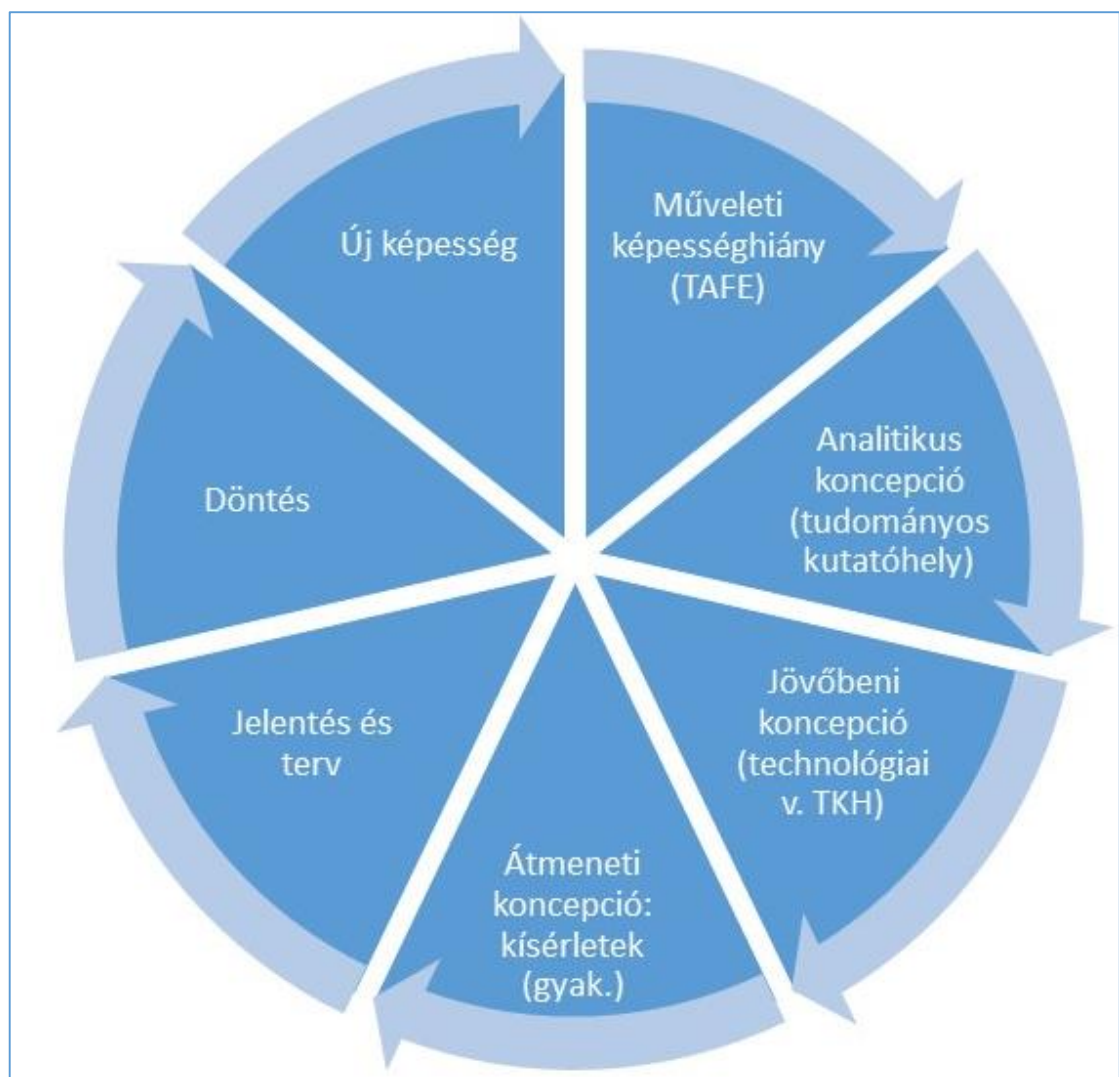 Műveleti
képességhiány
(TAFE)
Analitikus
koncepció
(tudományos
kutatóhely)
Jövőbeni
koncepció
(technológiai
v. TKH)
Átmeneti
koncepció:
kísérletek
(gyak.)
Jelentés és
terv
Döntés
Új képesség